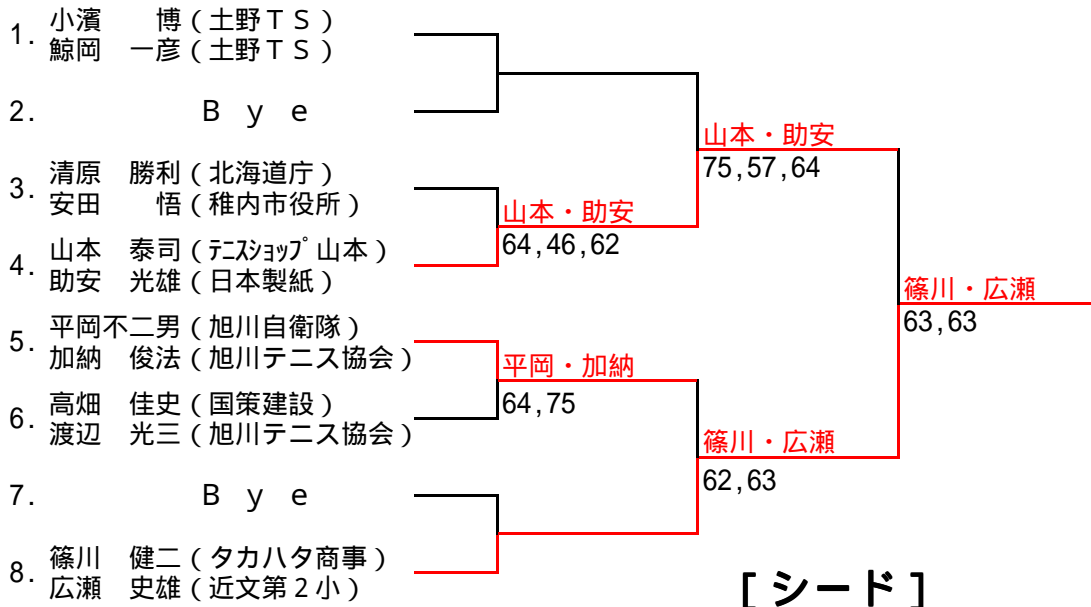 1. 小濱　　博(土野TS)
鯨岡　一彦(土野TS)
2. Bye
3. 清原　勝利(北海道庁)
安田　　悟(稚内市役所)
4. 山本　泰司(ﾃﾆｽｼｮｯﾌﾟ山本)
助安　光雄(日本製紙)
5. 平岡不二男(旭川自衛隊)
加納　俊法(旭川テニス協会)
6. 高畑　佳史(国策建設)
渡辺　光三(旭川テニス協会)
7. Bye
8. 篠川　健二(タカハタ商事)
広瀬　史雄(近文第2小)
山本・助安
64,46,62
平岡・加納
64,75
山本・助安
75,57,64
篠川・広瀬
62,63
篠川・広瀬
63,63
[シード]